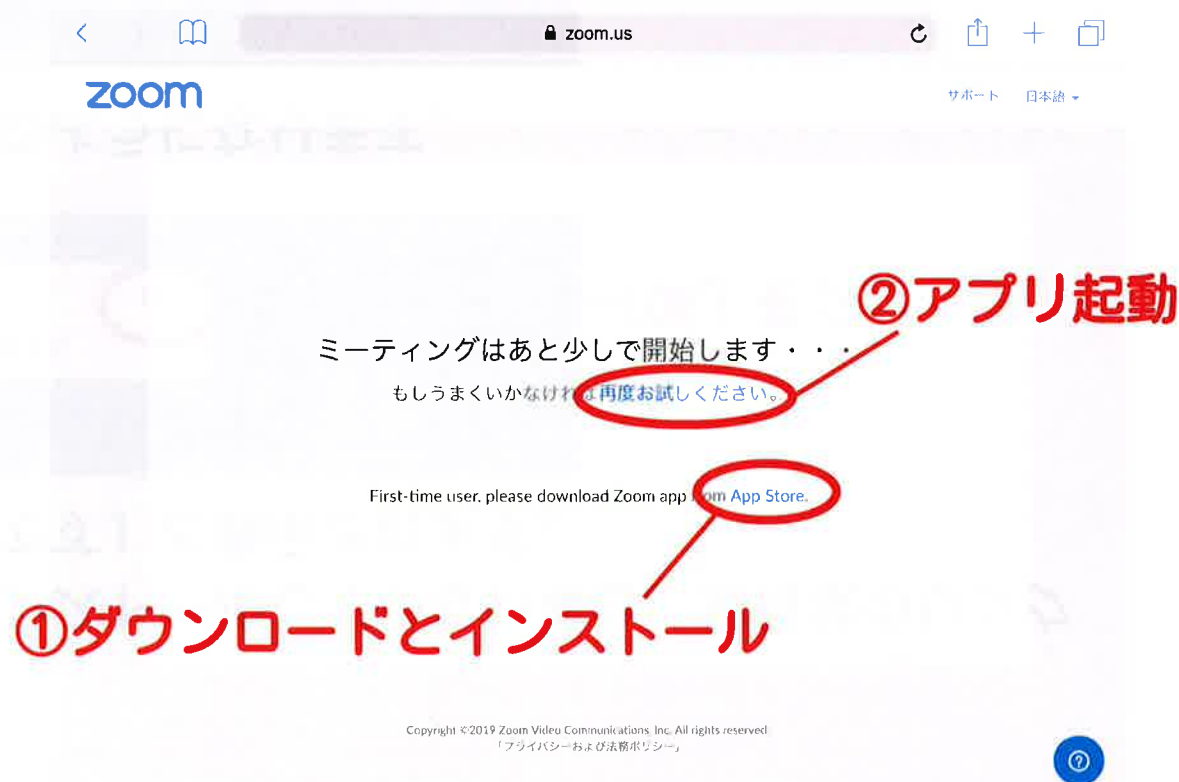 zoom.us
zoom
サポート 日本語
②アプリ起動
ミーティングはあと少しで開始します・・・
もしうまくいかなければ再度お試しください。
First-time user. please download Zoom app from App Store.
①ダウンロードとインストール
Copyright ©2019 Zoom Video Communications, Inc. All rights reserved
「プライバシーおよび法務ポリシー」